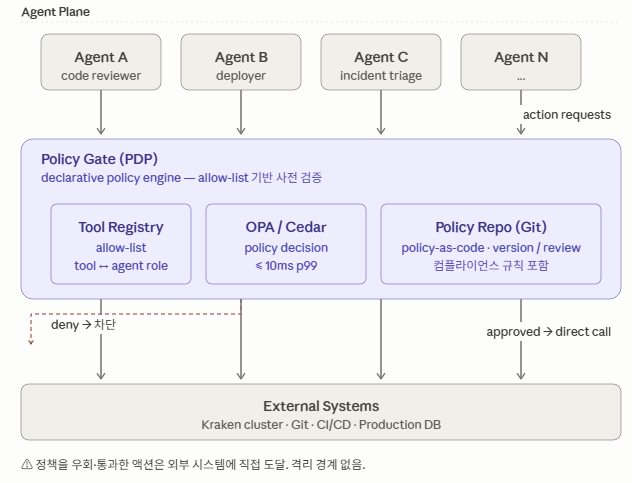 Agent Plane
Agent A
code reviewer
Agent B
deployer
Agent C
incident triage
Agent N
...
action requests
Policy Gate (PDP)
declarative policy engine — allow-list 기반 사전 검증
Tool Registry
allow-list
tool ↔ agent role
OPA / Cedar
policy decision
≤ 10ms p99
Policy Repo (Git)
policy-as-code · version / review
컴플라이언스 규칙 포함
deny → 차단
approved → direct call
External Systems
Kraken cluster · Git · CI/CD · Production DB
⚠ 정책을 우회·통과한 액션은 외부 시스템에 직접 도달. 격리 경계 없음.